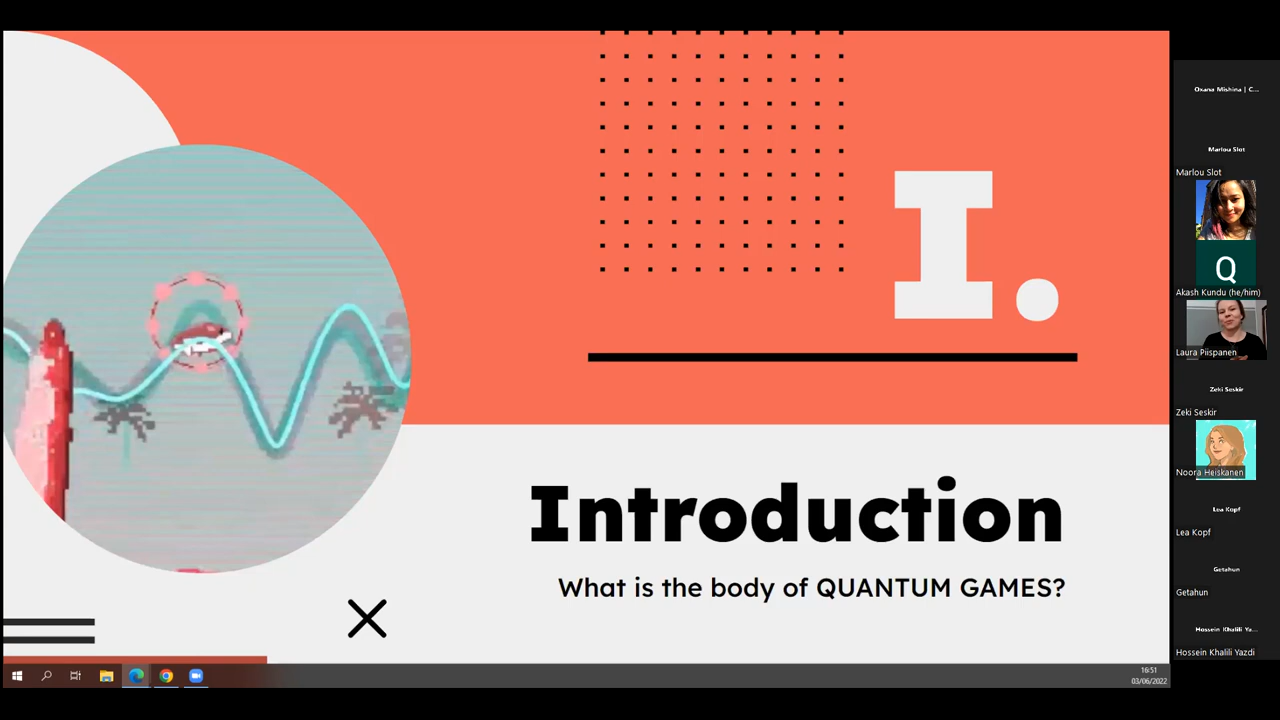 I.
Introduction
What is the body of QUANTUM GAMES?
16:51
03/06/2022
Oxana Mishina | C...
Marlou Slot
Marlou Slot
Q
Akash Kundu (he/him)
Laura Piispanen
Zeki Seskir
Zeki Seskir
Noora Heiskanen
Lea Kopf
Lea Kopf
Getahun
Getahun
Hossein Khalili Ya...
Hossein Khalili Yazdi